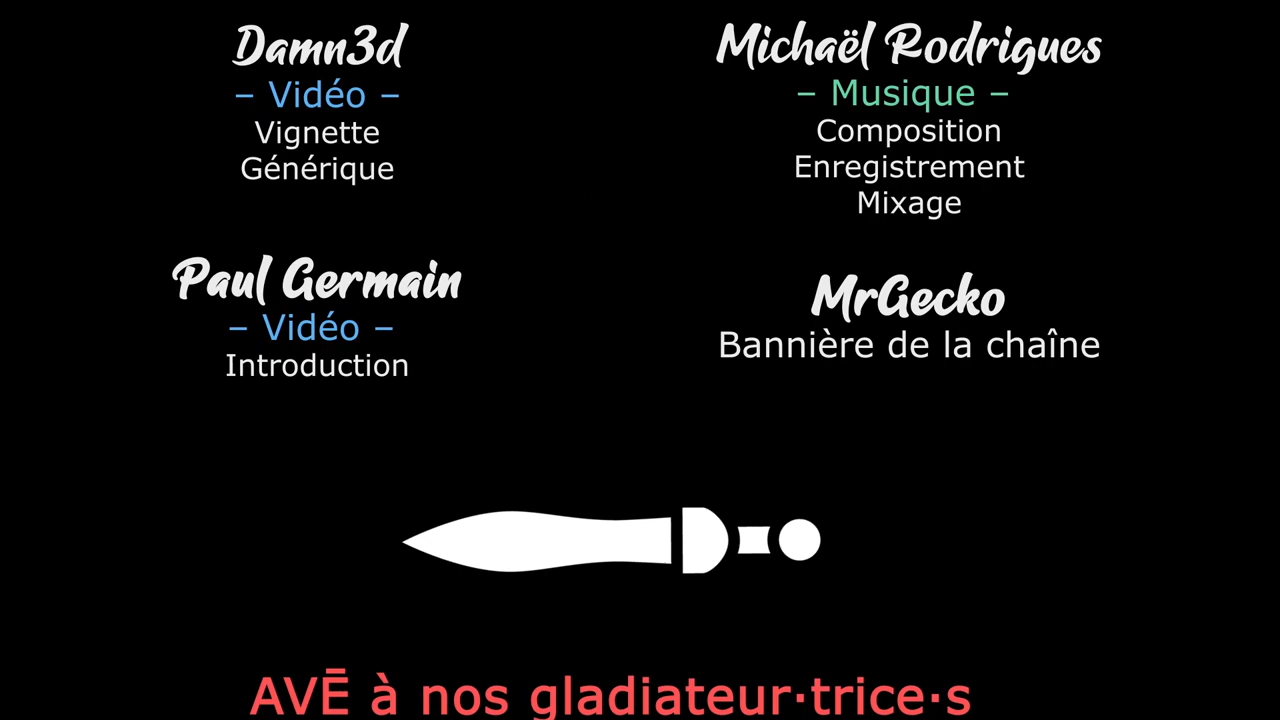 Damn3d
– Vidéo –
Vignette
Générique
Michaël Rodrigues
– Musique –
Composition
Enregistrement
Mixage
Paul Germain
– Vidéo –
Introduction
MrGecko
Bannière de la chaîne
AVĒ à nos gladiateur·trice·s